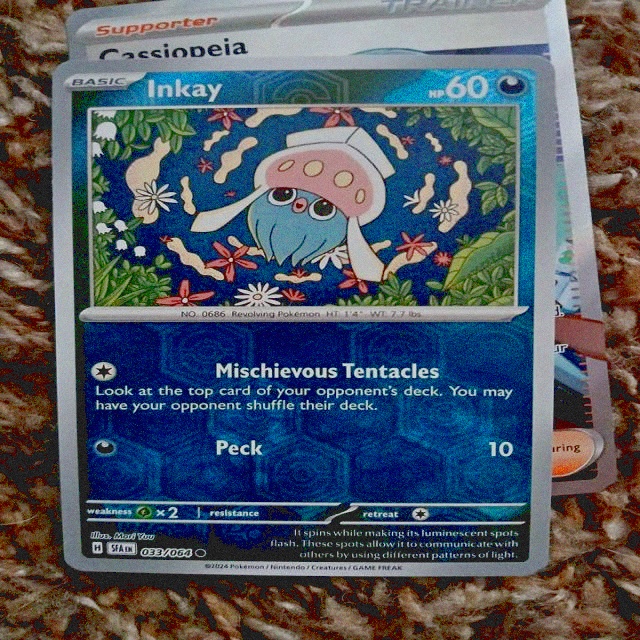 Supporter
TRAINER
Cassiopeia
BASIC
Inkay
HP60
NO. 0686 Revolving Pokémon HT: 1'4" WT: 7.7 lbs
Mischievous Tentacles
Look at the top card of your opponent's deck. You may
have your opponent shuffle their deck.
Peck 10
weakness ×2 resistance retreat
Illus. Mori Yuu
H SFA EN 033/064
It spins while making its luminescent spots
flash. These spots allow it to communicate with
others by using different patterns of light.
©2024 Pokémon / Nintendo / Creatures / GAME FREAK